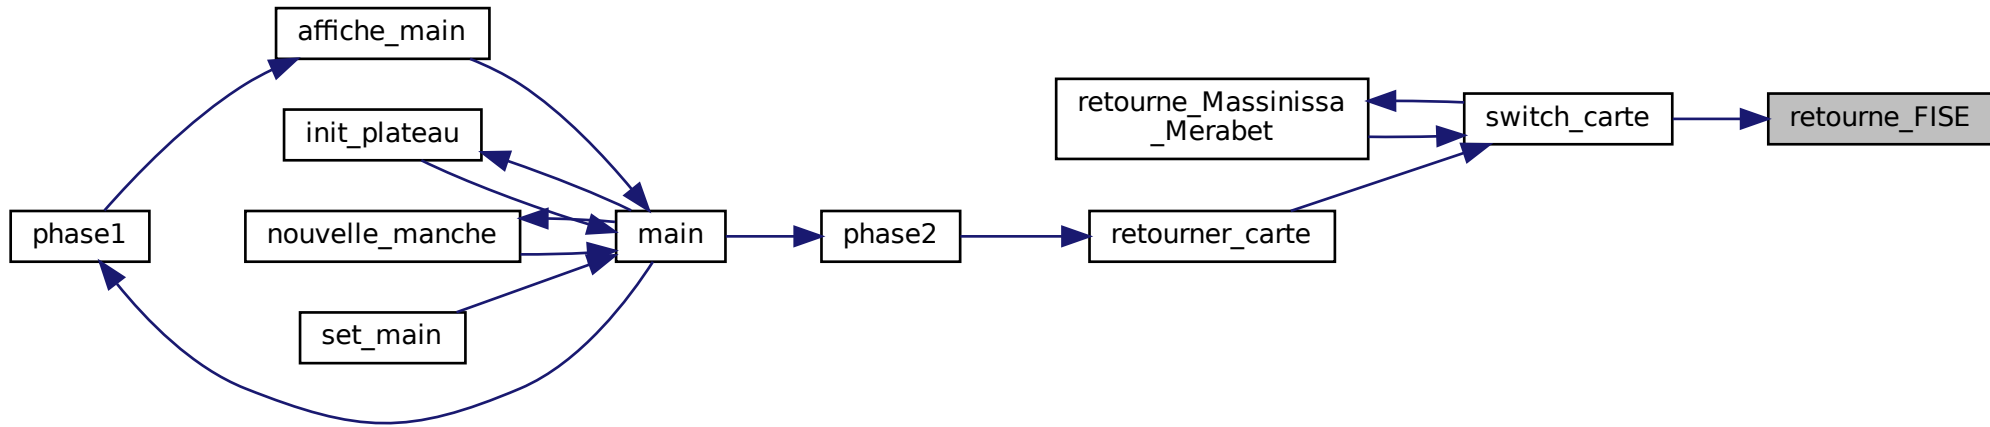 affiche_main
init_plateau
phase1
nouvelle_manche
set_main
main
phase2
retourne_Massinissa
_Merabet
retourner_carte
switch_carte
retourne_FISE